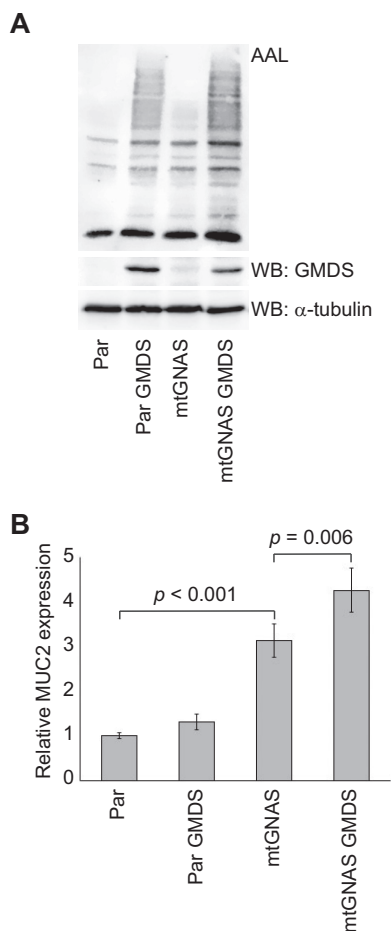 A
AAL
WB: GMDS
WB: α-tubulin
Par
Par GMDS
mtGNAS
mtGNAS GMDS
B
p = 0.006
p < 0.001
Relative MUC2 expression
5
4
3
2
1
0
Par
Par GMDS
mtGNAS
mtGNAS GMDS